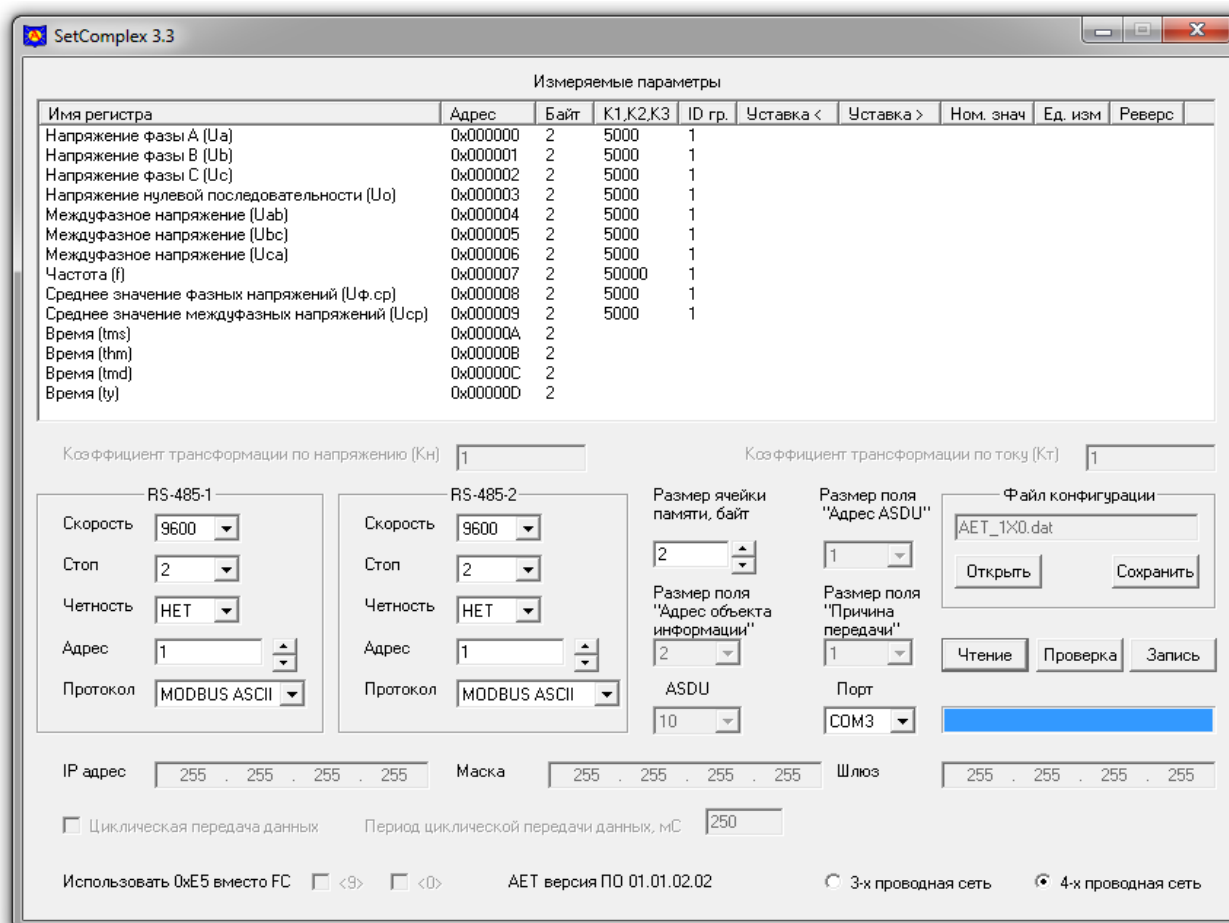 SetComplex 3.3
Измеряемые параметры
Имя регистра Адрес Байт К1,К2,К3 ID гр. Уставка < Уставка > Ном. знач Ед. изм Реверс
Напряжение фазы А (Ua) 0x000000 2 5000 1
Напряжение фазы В (Ub) 0x000001 2 5000 1
Напряжение фазы С (Uc) 0x000002 2 5000 1
Напряжение нулевой последовательности (Uo) 0x000003 2 5000 1
Междуфазное напряжение (Uab) 0x000004 2 5000 1
Междуфазное напряжение (Ubc) 0x000005 2 5000 1
Междуфазное напряжение (Uca) 0x000006 2 5000 1
Частота (f) 0x000007 2 50000 1
Среднее значение фазных напряжений (Uф.ср) 0x000008 2 5000 1
Среднее значение междуфазных напряжений (Uср) 0x000009 2 5000 1
Время (tms) 0x00000A 2
Время (thm) 0x00000B 2
Время (tmd) 0x00000C 2
Время (ty) 0x00000D 2
Коэффициент трансформации по напряжению (Кн) 1 Коэффициент трансформации по току (Кт) 1
RS-485-1
Скорость 9600
Стоп 2
Четность НЕТ
Адрес 1
Протокол MODBUS ASCII
RS-485-2
Скорость 9600
Стоп 2
Четность НЕТ
Адрес 1
Протокол MODBUS ASCII
Размер ячейки
памяти, байт
2
Размер поля
"Адрес объекта
информации"
2
ASDU
10
Размер поля
"Адрес ASDU"
1
Размер поля
"Причина
передачи"
1
Порт
COM3
Файл конфигурации
AET_1X0.dat
Открыть Сохранить
Чтение Проверка Запись
IP адрес 255 . 255 . 255 . 255 Маска 255 . 255 . 255 . 255 Шлюз 255 . 255 . 255 . 255
Циклическая передача данных Период циклической передачи данных, мС 250
Использовать 0xE5 вместо FC <9> <0> АЕТ версия ПО 01.01.02.02 3-х проводная сеть 4-х проводная сеть